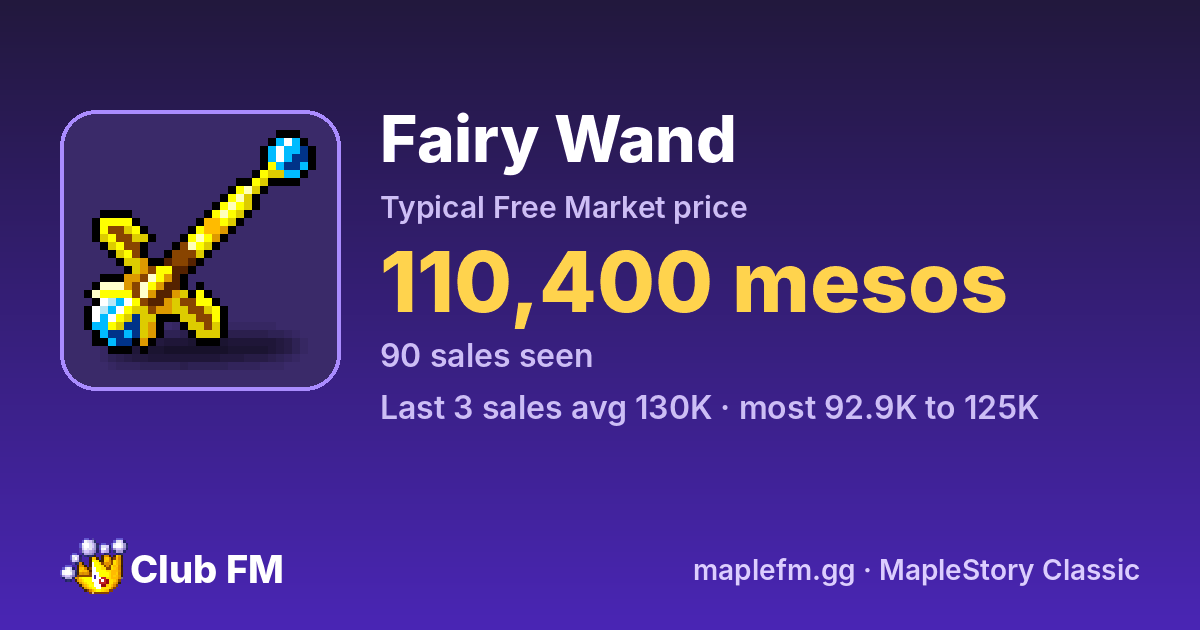 Fairy Wand
Typical Free Market price
110,400 mesos
90 sales seen
Last 3 sales avg 130K · most 92.9K to 125K
Club FM
maplefm.gg · MapleStory Classic